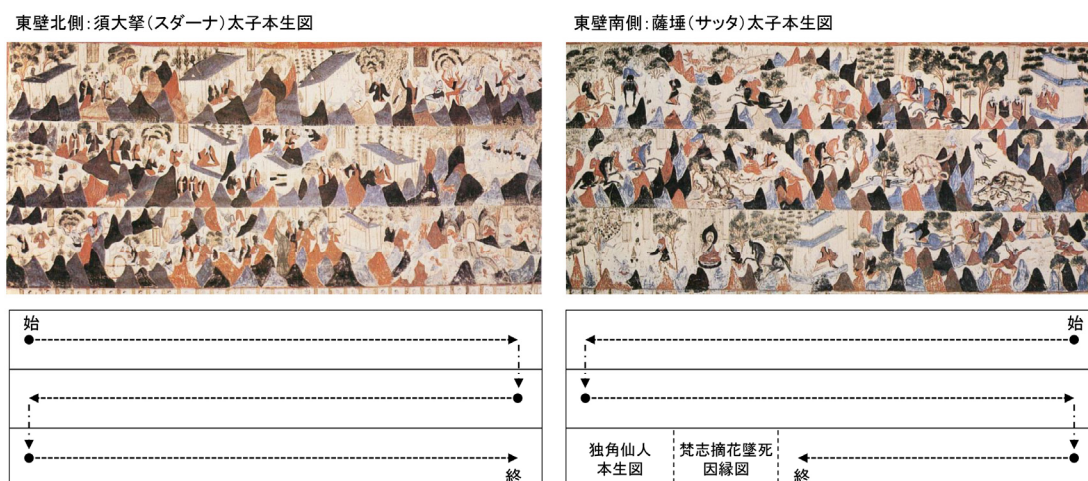 東壁北側:須大拏(スダーナ)太子本生図
東壁南側:薩埵(サッタ)太子本生図
始
終
始
独角仙人
本生図
梵志摘花墜死
因縁図
終